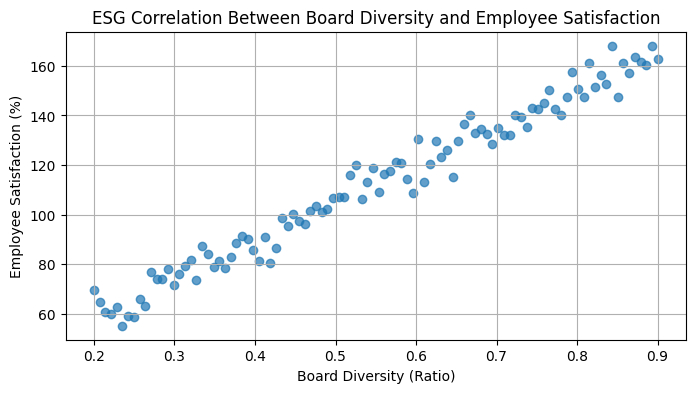 ESG Correlation Between Board Diversity and Employee Satisfaction
Employee Satisfaction (%)
160
140
120
100
80
60
0.2 0.3 0.4 0.5 0.6 0.7 0.8 0.9
Board Diversity (Ratio)